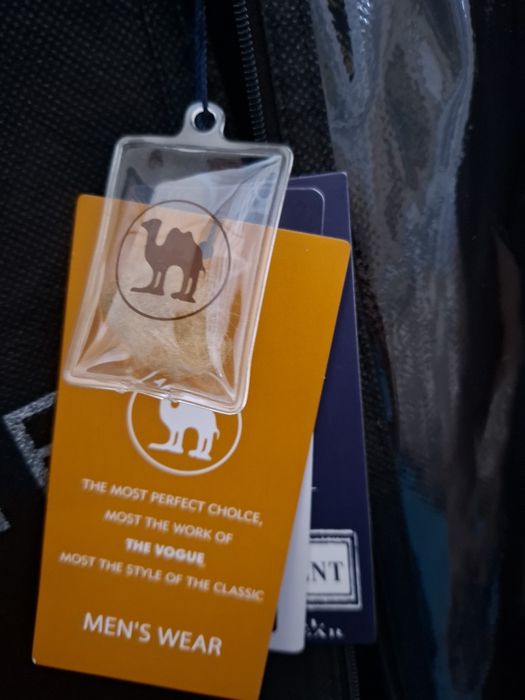 THE MOST PERFECT CHOLCE,
MOST THE WORK OF
THE VOGUE
MOST THE STYLE OF THE CLASSIC
MEN'S WEAR
NT